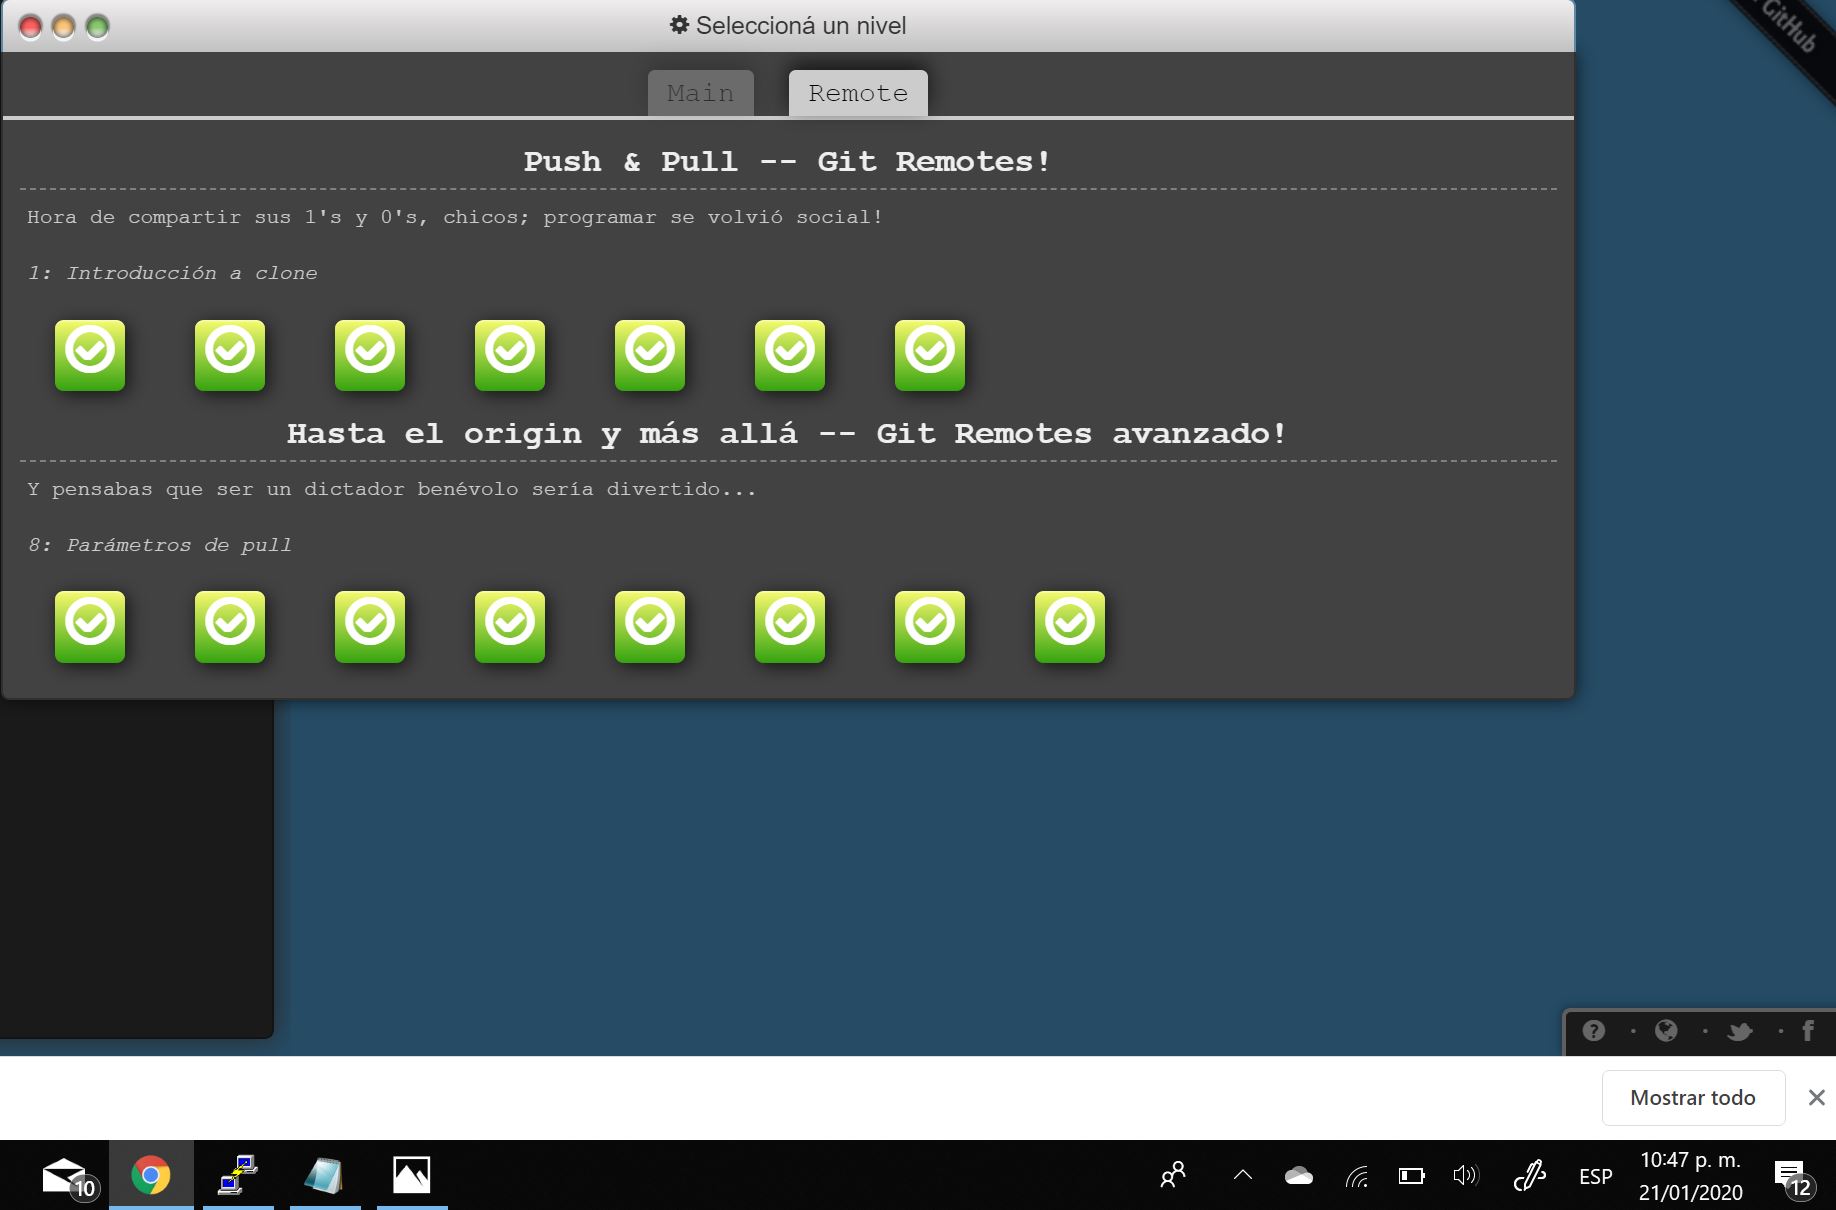 Seleccioná un nivel
GitHub
Main
Remote
Push & Pull -- Git Remotes!
Hora de compartir sus 1's y 0's, chicos; programar se volvió social!
1: Introducción a clone
Hasta el origin y más allá -- Git Remotes avanzado!
Y pensabas que ser un dictador benévolo sería divertido...
8: Parámetros de pull
Mostrar todo
10
ESP
10:47 p. m.
21/01/2020
12